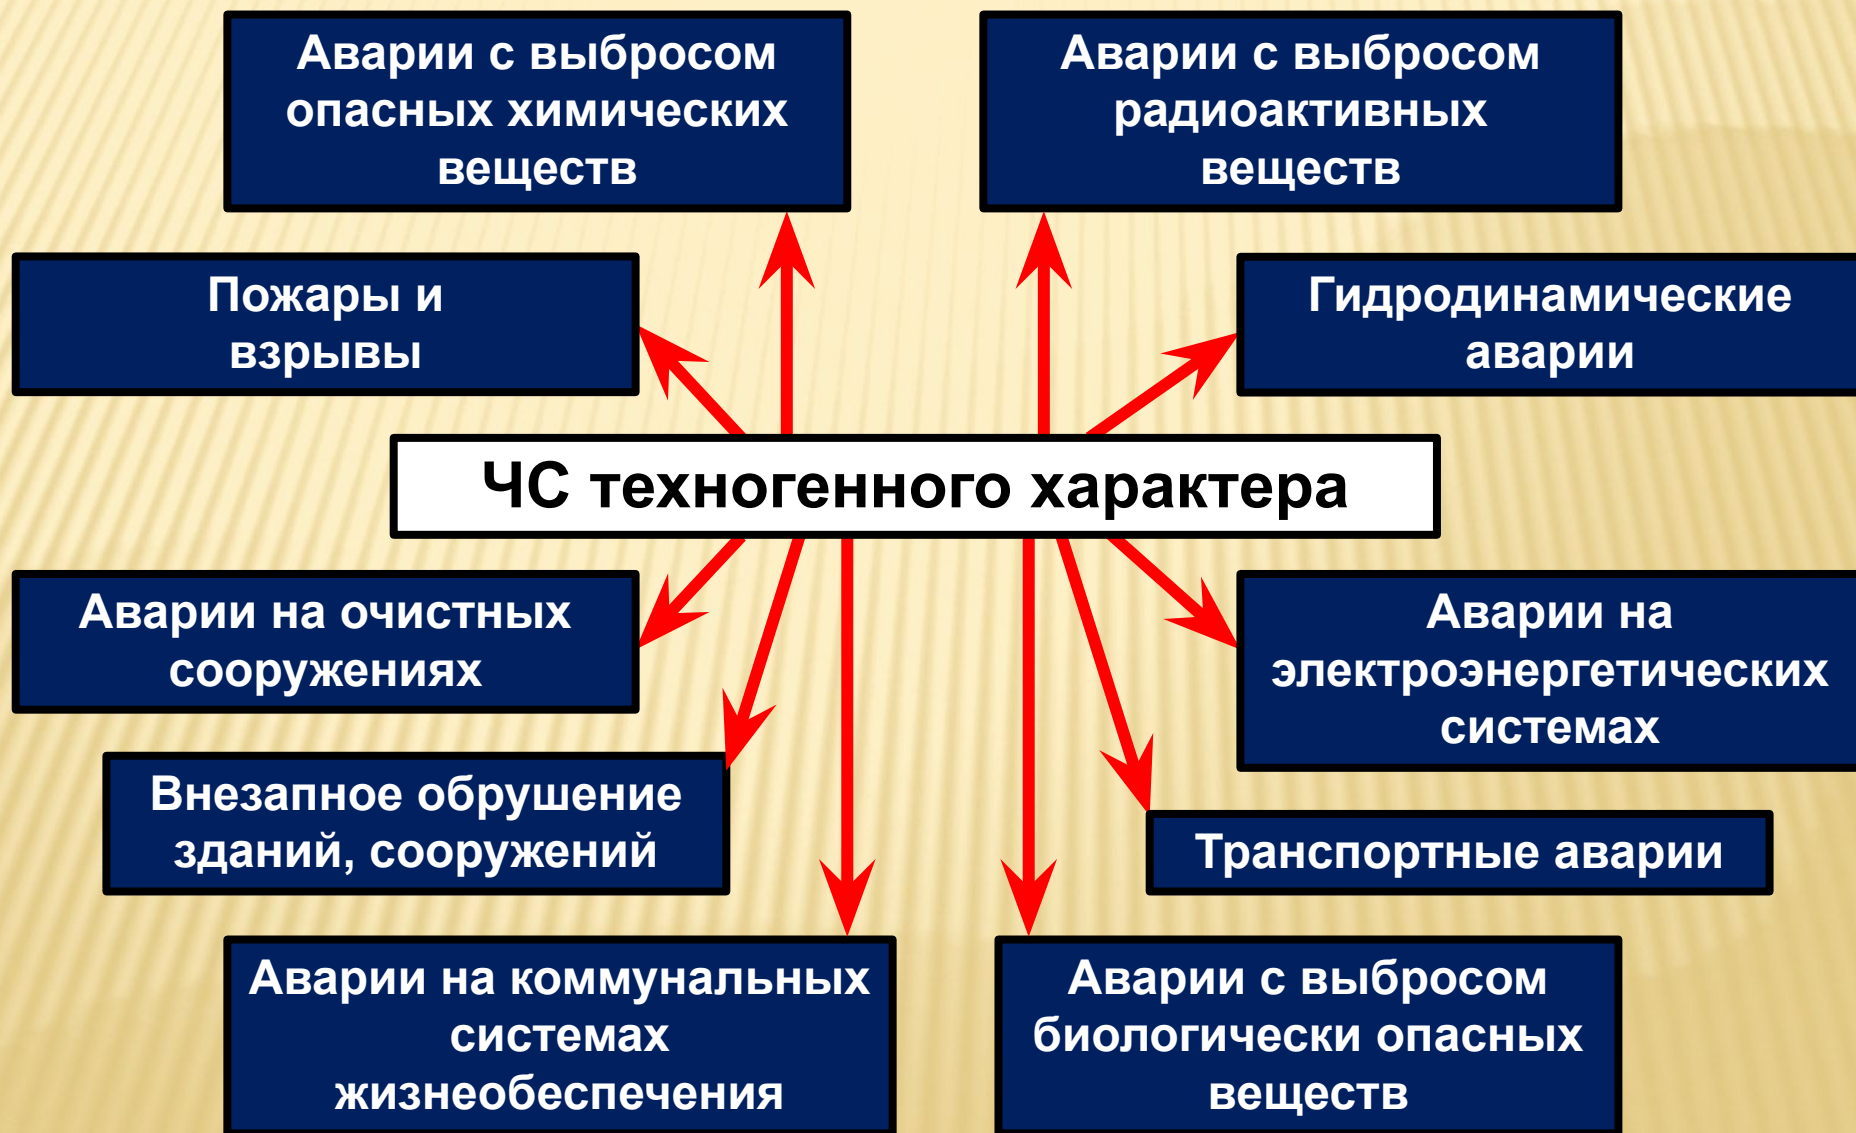 Аварии с выбросом
опасных химических
веществ
Аварии с выбросом
радиоактивных
веществ
Пожары и
взрывы
Гидродинамические
аварии
ЧС техногенного характера
Аварии на очистных
сооружениях
Аварии на
электроэнергетических
системах
Внезапное обрушение
зданий, сооружений
Транспортные аварии
Аварии на коммунальных
системах
жизнеобеспечения
Аварии с выбросом
биологически опасных
веществ